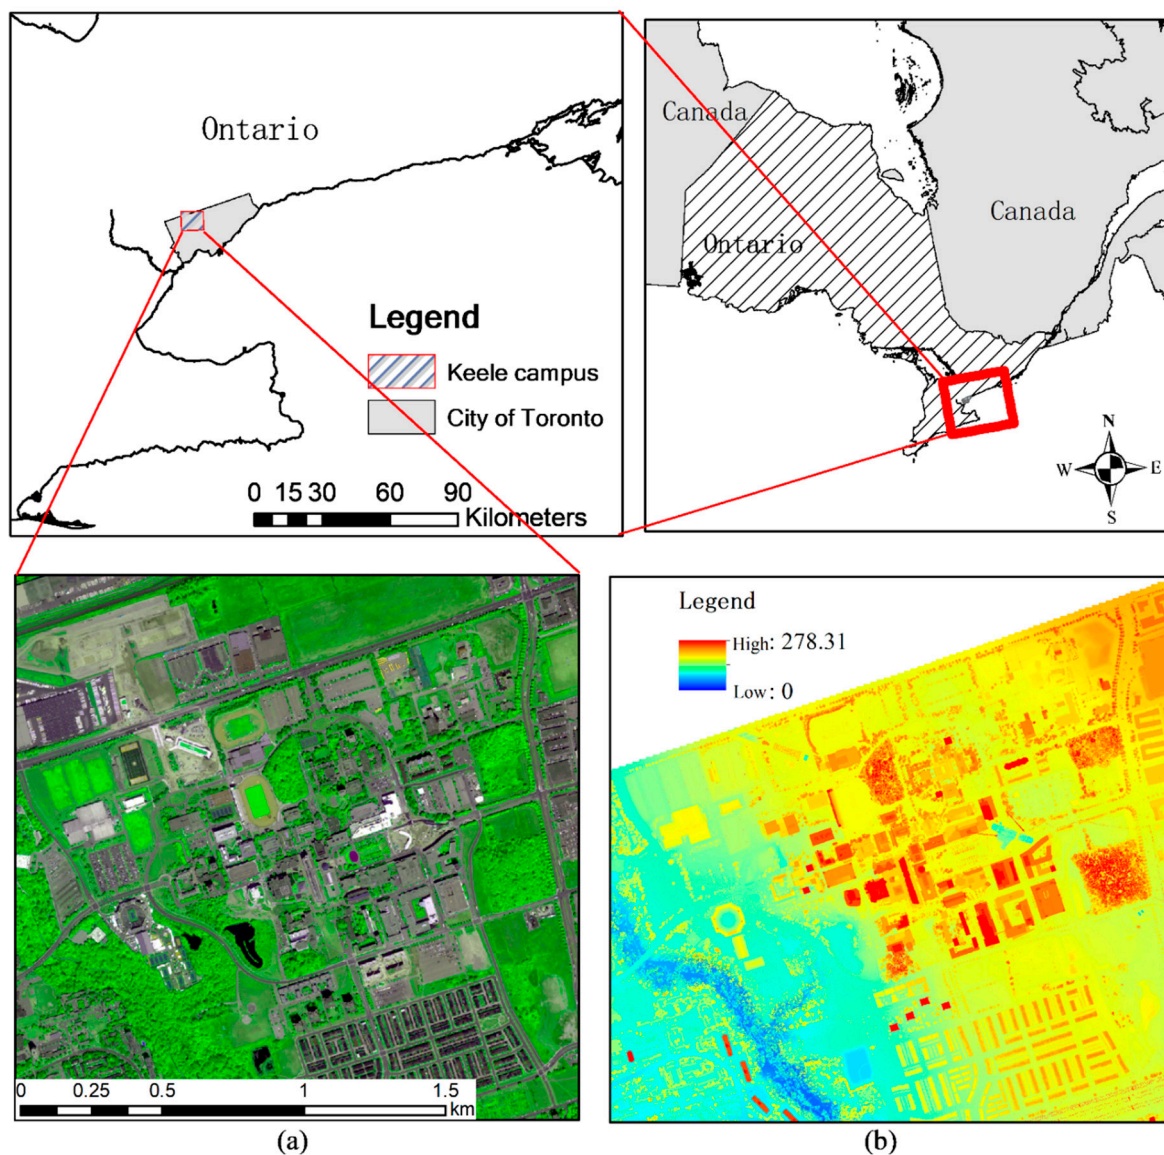 Ontario
Legend
Keele campus
City of Toronto
0 15 30 60 90
Kilometers
Canada
Canada
Ontario
N
W E
S
0 0.25 0.5 1 1.5
km
(a)
Legend
High: 278.31
Low: 0
(b)